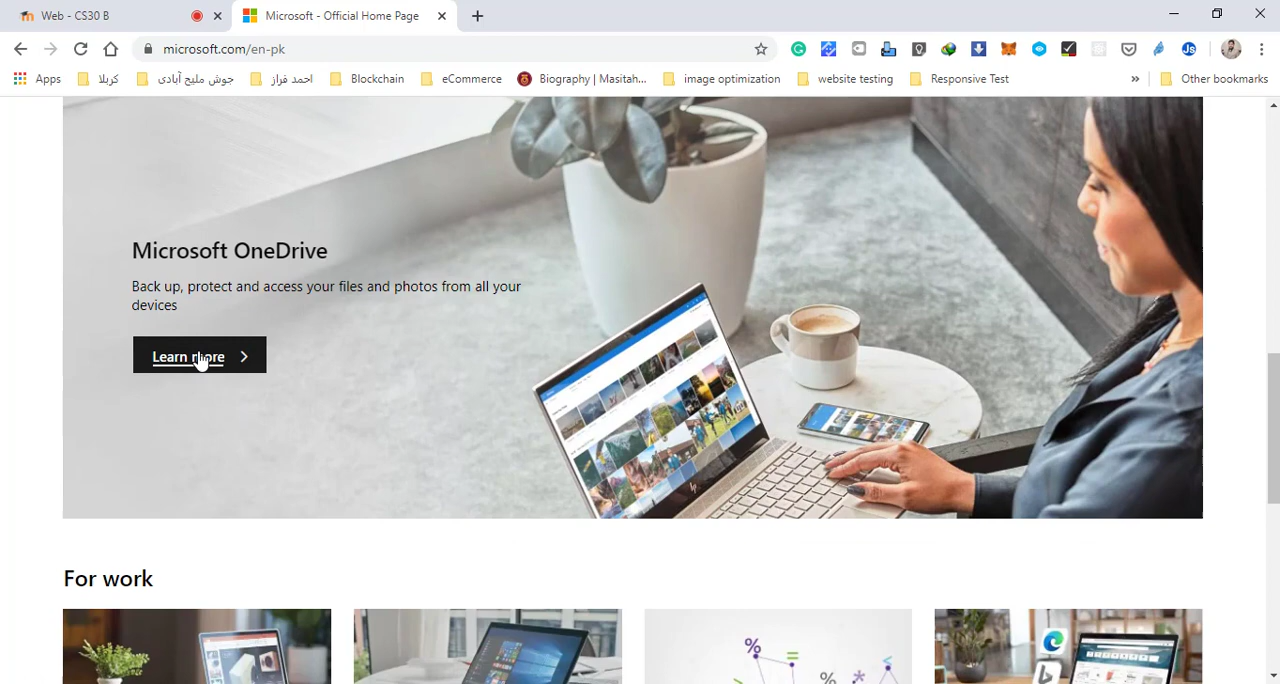 Web - CS30 B
Microsoft - Official Home Page
microsoft.com/en-pk
Apps
کربلا
جوش ملیح آبادی
احمد فراز
Blockchain
eCommerce
Biography | Masitah...
image optimization
website testing
Responsive Test
»
Other bookmarks
Microsoft OneDrive
Back up, protect and access your files and photos from all your
devices
Learn more
For work